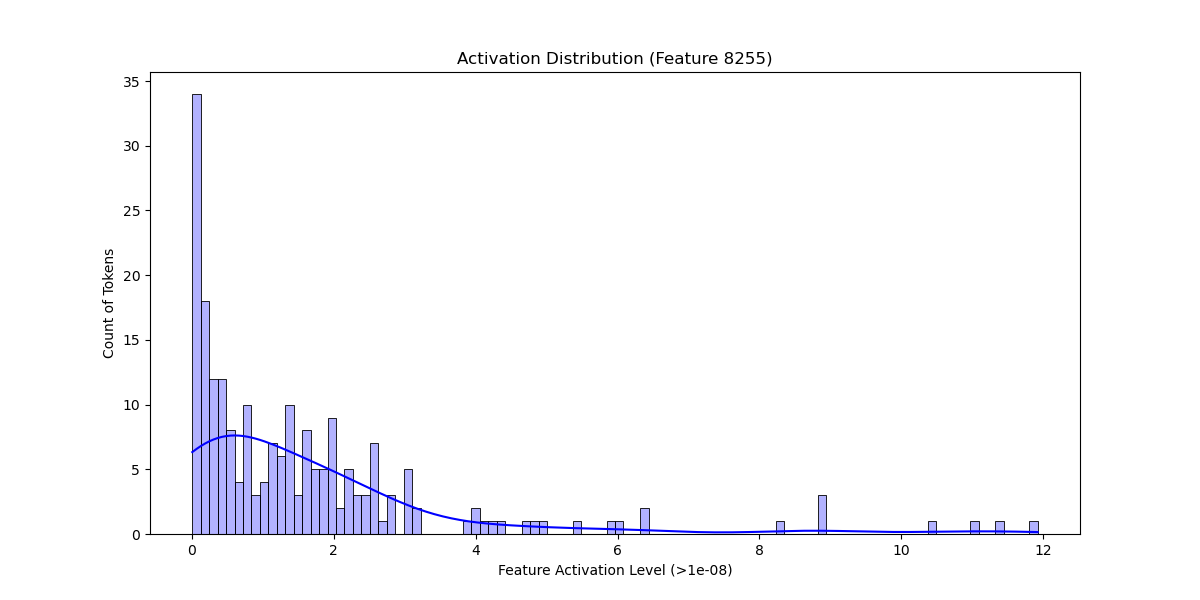 Activation Distribution (Feature 8255)
35
30
25
20
15
10
5
0
Count of Tokens
0 2 4 6 8 10 12
Feature Activation Level (>1e-08)